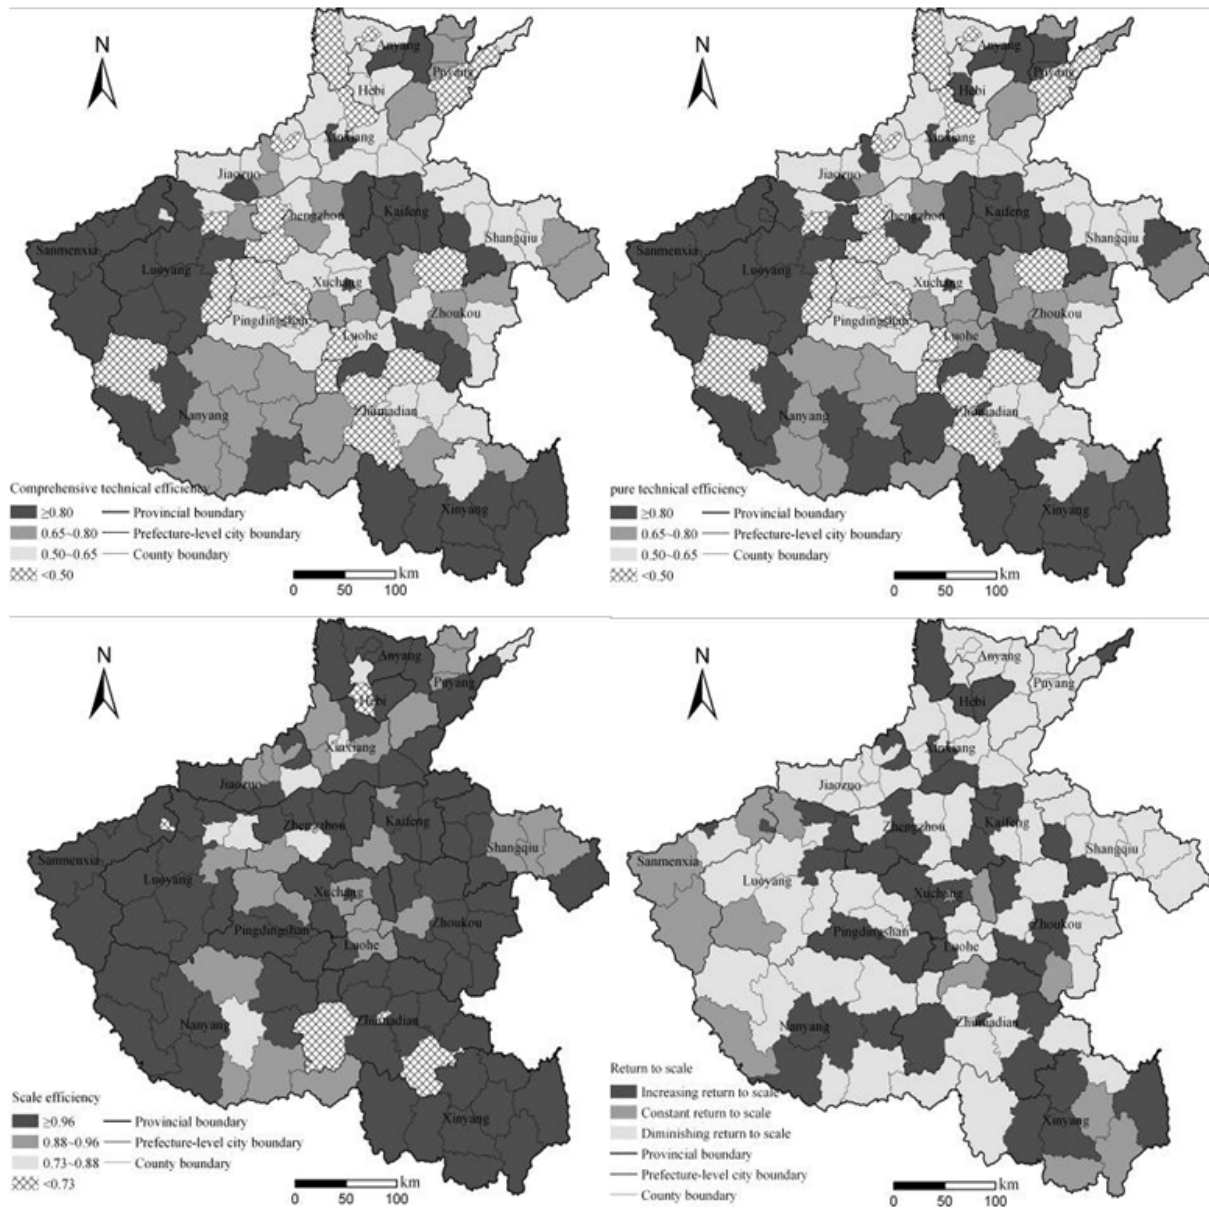 N
Anyang
Puyang
Hebi
Xinxiang
Jiaozuo
Zhengzhou
Kaifeng
Shangqiu
Sanmenxia
Luoyang
Xuchang
Pingdingshan
Zhoukou
Luohe
Nanyang
Zhumadian
Xinyang
Comprehensive technical efficiency
≥0.80 Provincial boundary
0.65~0.80 Prefecture-level city boundary
0.50~0.65 County boundary
<0.50
km
0 50 100
N
Anyang
Puyang
Hebi
Xinxiang
Jiaozuo
Zhengzhou
Kaifeng
Shangqiu
Sanmenxia
Luoyang
Xuchang
Pingdingshan
Zhoukou
Luohe
Nanyang
Zhumadian
Xinyang
pure technical efficiency
≥0.80 Provincial boundary
0.65~0.80 Prefecture-level city boundary
0.50~0.65 County boundary
<0.50
km
0 50 100
N
Anyang
Puyang
Hebi
Xinxiang
Jiaozuo
Zhengzhou
Kaifeng
Shangqiu
Sanmenxia
Luoyang
Xuchang
Pingdingshan
Zhoukou
Luohe
Nanyang
Zhumadian
Xinyang
Scale efficiency
≥0.96 Provincial boundary
0.88~0.96 Prefecture-level city boundary
0.73~0.88 County boundary
<0.73
km
0 50 100
N
Anyang
Puyang
Hebi
Xinxiang
Jiaozuo
Zhengzhou
Kaifeng
Shangqiu
Sanmenxia
Luoyang
Xuchang
Pingdingshan
Zhoukou
Luohe
Nanyang
Zhumadian
Xinyang
Return to scale
Increasing return to scale
Constant return to scale
Diminishing return to scale
Provincial boundary
Prefecture-level city boundary
County boundary
km
0 50 100